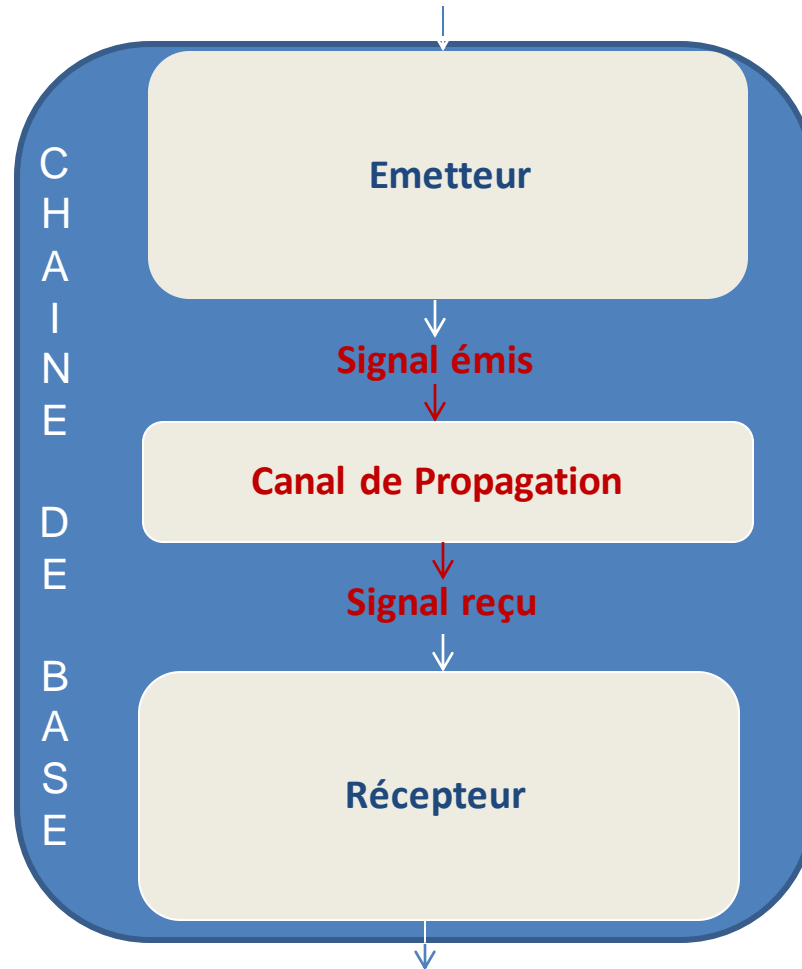 CHAINE DE BASE
Emetteur
Signal émis
Canal de Propagation
Signal reçu
Récepteur